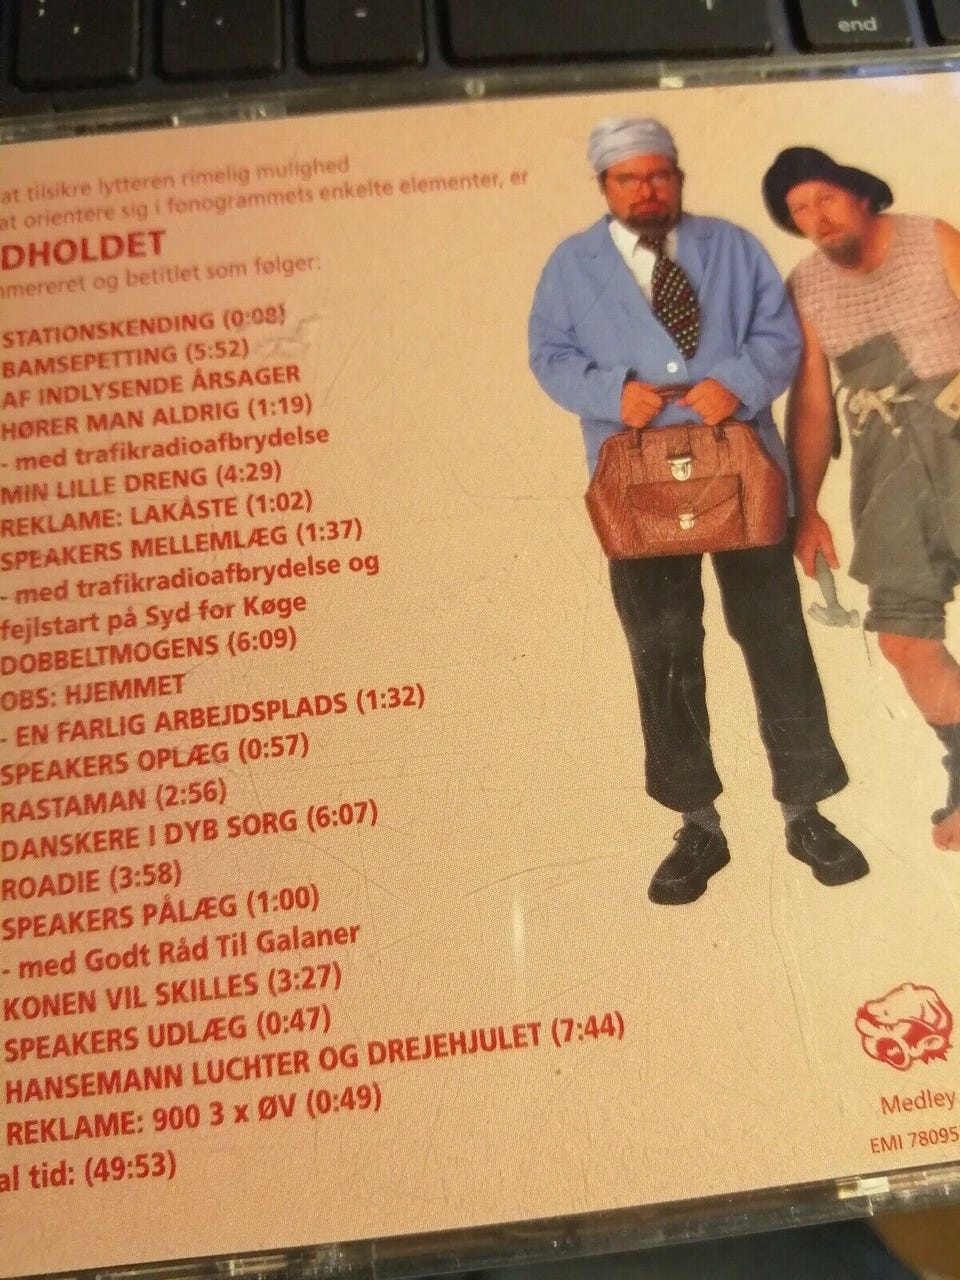 end
at tilsikre lytteren rimelig mulighed
at orientere sig i fonogrammets enkelte elementer, er
DHOLDET
mereret og betitlet som følger:
STATIONSKENDING (0:08)
BAMSEPETTING (5:52)
AF INDLYSENDE ÅRSAGER
HØRER MAN ALDRIG (1:19)
- med trafikradioafbrydelse
MIN LILLE DRENG (4:29)
REKLAME: LAKÅSTE (1:02)
SPEAKERS MELLEMLÆG (1:37)
- med trafikradioafbrydelse og
fejlstart på Syd for Køge
DOBBELTMOGENS (6:09)
OBS: HJEMMET
- EN FARLIG ARBEJDSPLADS (1:32)
SPEAKERS OPLÆG (0:57)
RASTAMAN (2:56)
DANSKERE I DYB SORG (6:07)
ROADIE (3:58)
SPEAKERS PÅLÆG (1:00)
- med Godt Råd Til Galaner
KONEN VIL SKILLES (3:27)
SPEAKERS UDLÆG (0:47)
HANSEMANN LUCHTER OG DREJEHJULET (7:44)
REKLAME: 900 3 x ØV (0:49)
al tid: (49:53)
Medley
EMI 78095